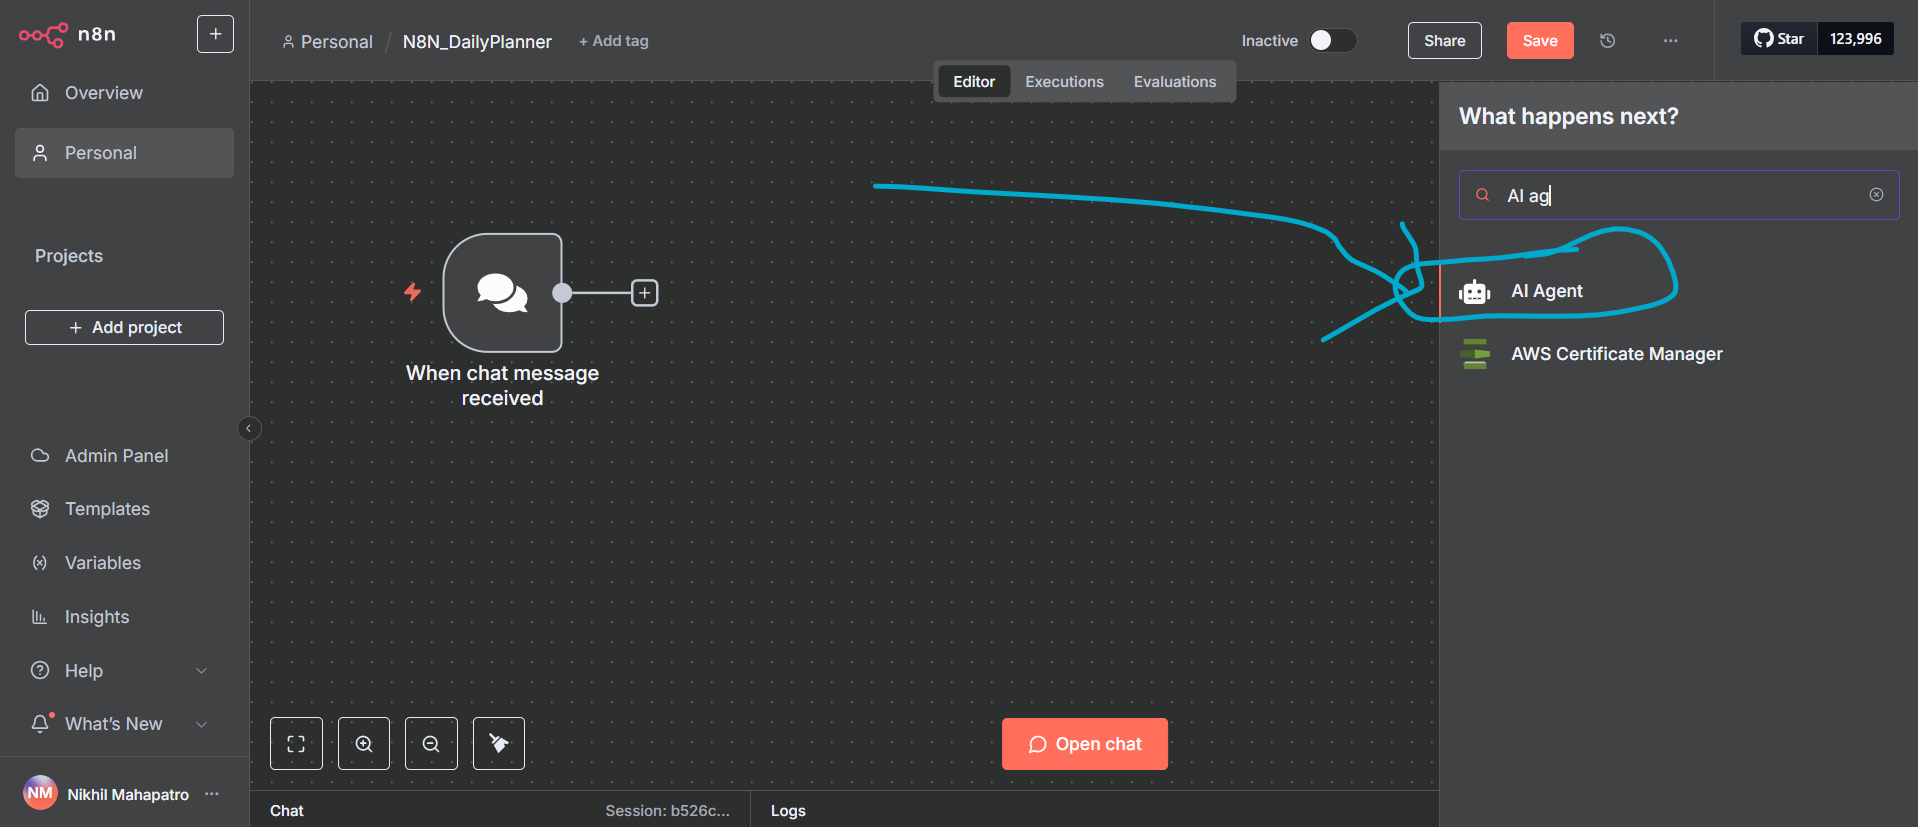 n8n
+
Personal / N8N_DailyPlanner + Add tag
Inactive
Share
Save
...
Star 123,996
Editor Executions Evaluations
Overview
Personal
Projects
+ Add project
Admin Panel
Templates
Variables
Insights
Help
What's New
NM Nikhil Mahapatro ...
When chat message
received
Open chat
Chat Session: b526c... Logs
What happens next?
AI ag
AI Agent
AWS Certificate Manager